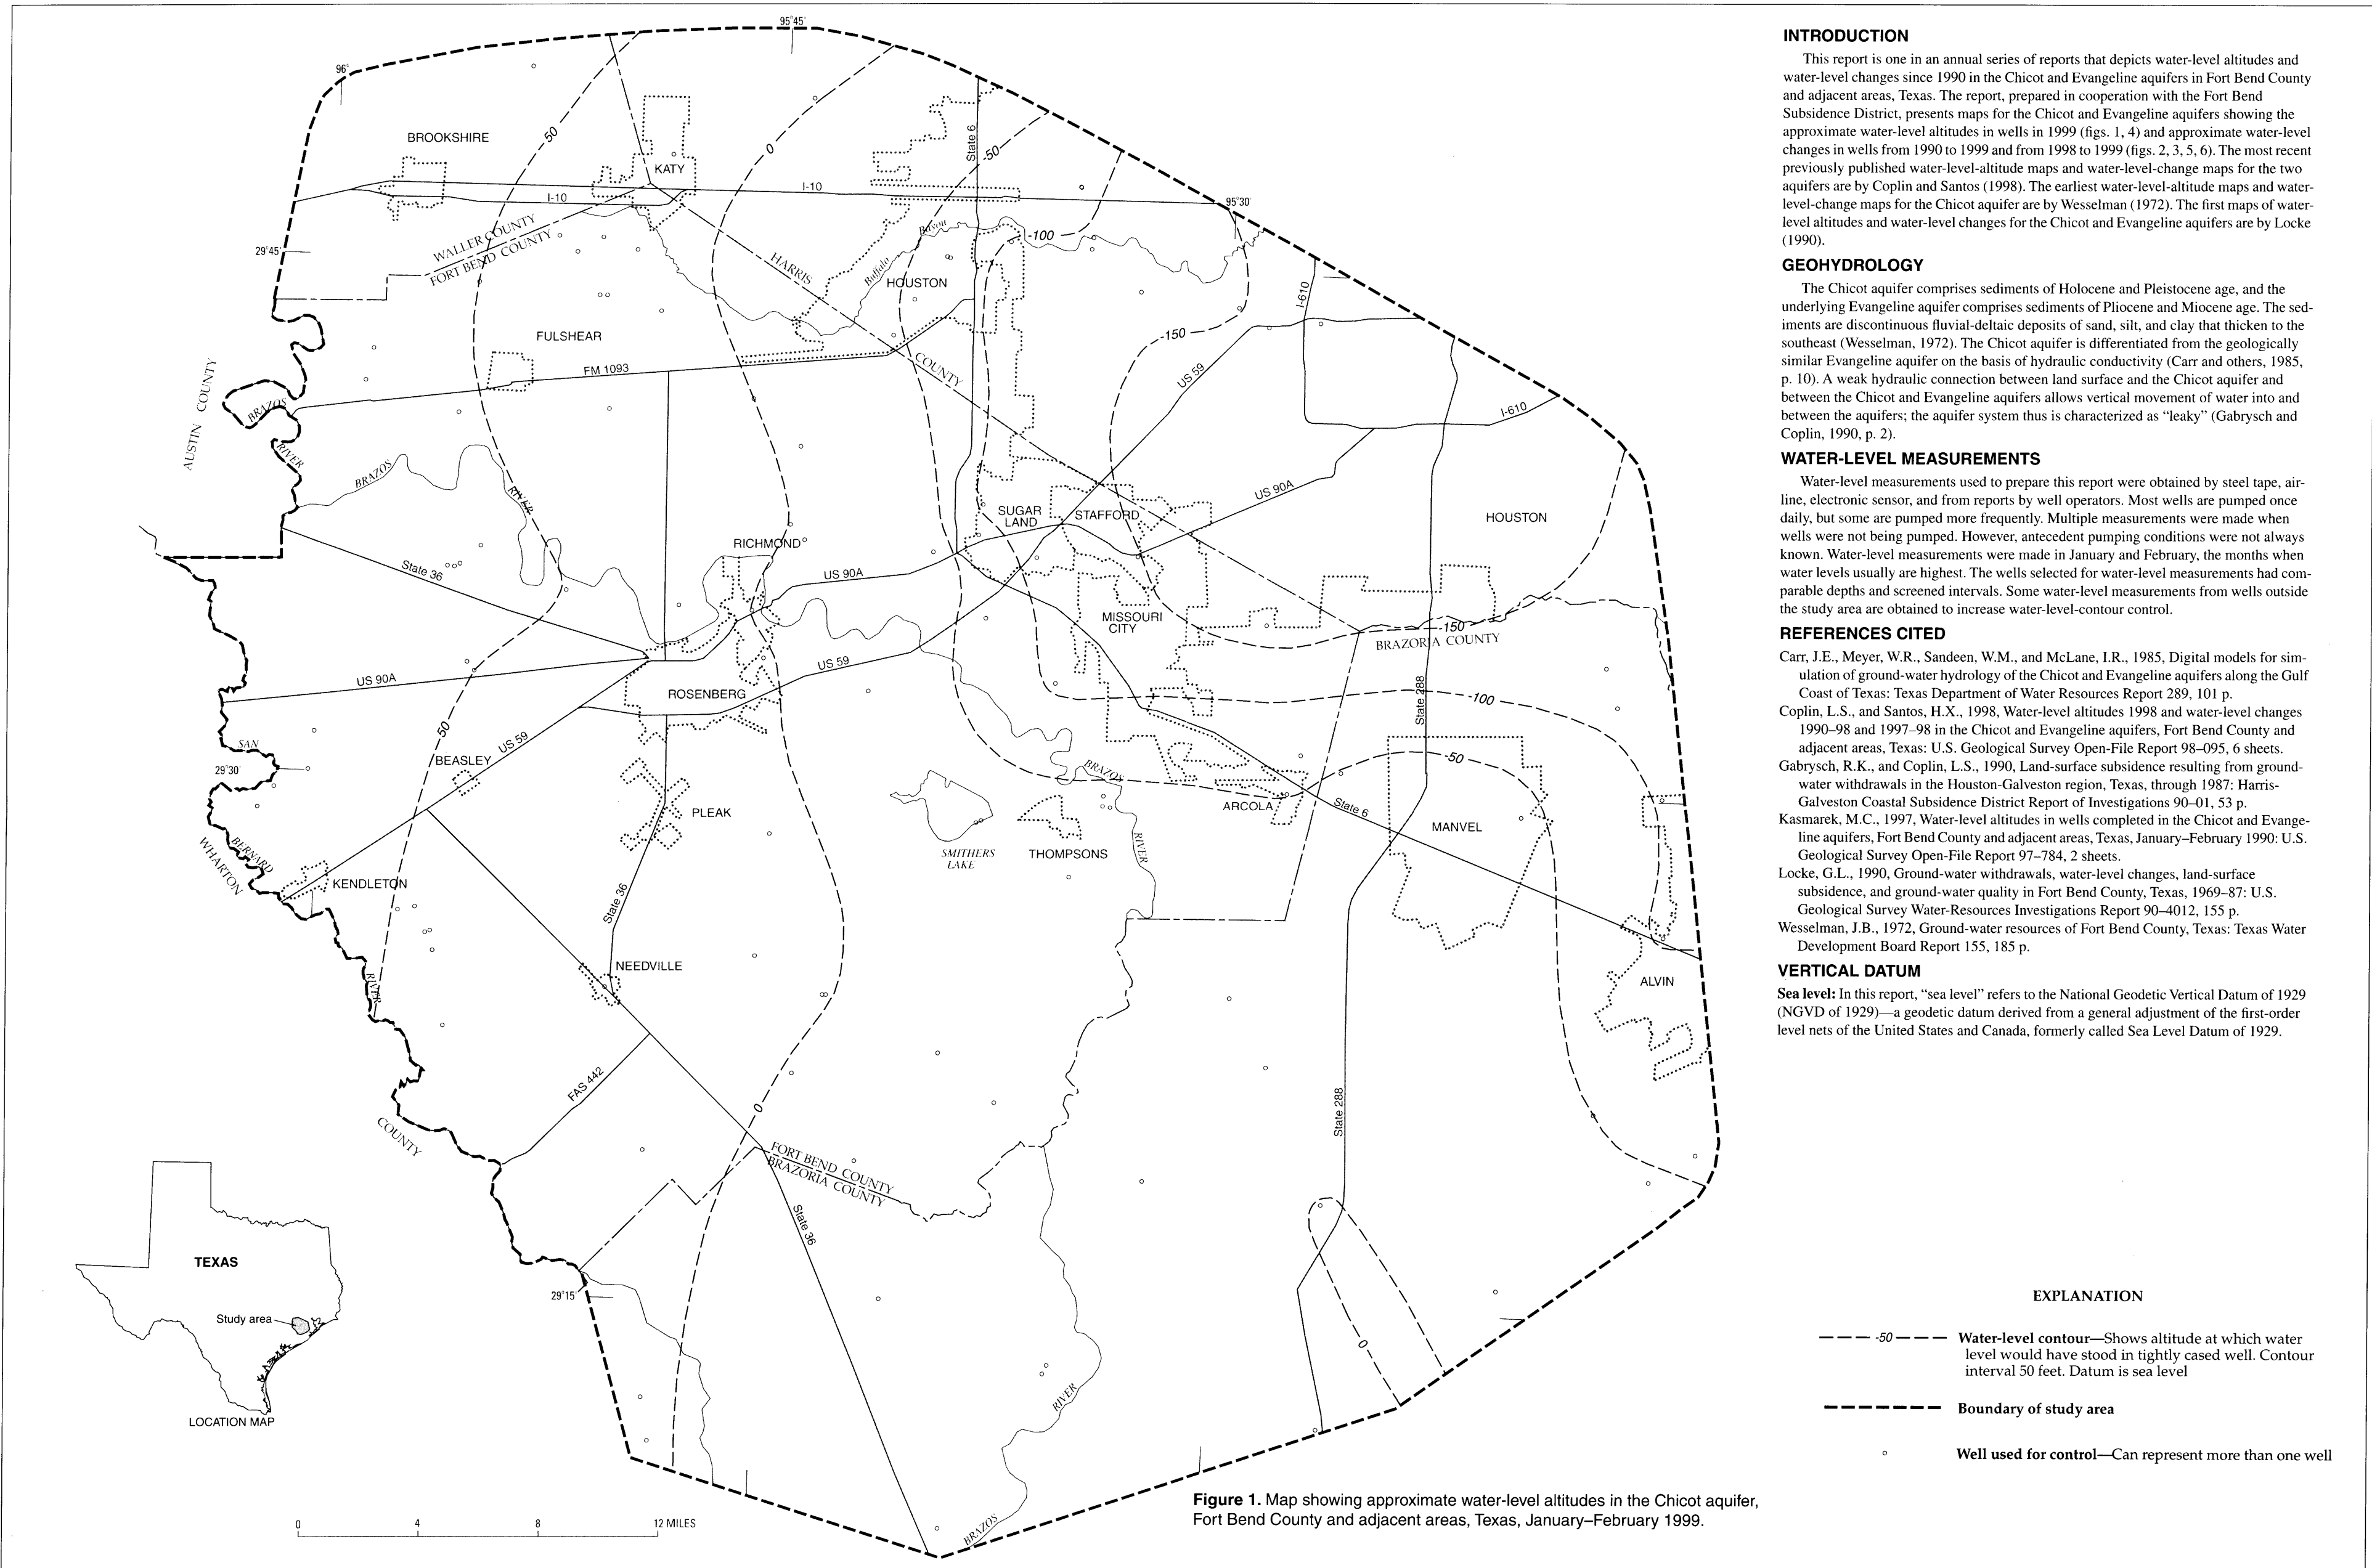 95°45'
96°
BROOKSHIRE
50
KATY
0
State 6
-50
I-10
I-10
95°30'
WALLER COUNTY
FORT BEND COUNTY
29°45'
HARRIS
COUNTY
Buffalo
Bayou
-100
HOUSTON
I-610
-150
FULSHEAR
FM 1093
US 59
AUSTIN COUNTY
BRAZOS
RIVER
I-610
BRAZOS
RIVER
US 90A
SUGAR
LAND
STAFFORD
HOUSTON
RICHMOND
State 36
US 90A
MISSOURI
CITY
-150
BRAZORIA COUNTY
US 59
US 90A
ROSENBERG
State 288
-100
50
SAN
BERNARD
RIVER
US 59
BEASLEY
29°30'
BRAZOS
RIVER
-50
PLEAK
ARCOLA
State 6
MANVEL
SMITHERS
LAKE
THOMPSONS
WHARTON
COUNTY
KENDLETON
State 36
NEEDVILLE
ALVIN
FAS 442
0
State 288
FORT BEND COUNTY
BRAZORIA COUNTY
State 36
29°15'
0
RIVER
BRAZOS
TEXAS
Study area
LOCATION MAP
0 4 8 12 MILES
Figure 1. Map showing approximate water-level altitudes in the Chicot aquifer,
Fort Bend County and adjacent areas, Texas, January–February 1999.
INTRODUCTION
This report is one in an annual series of reports that depicts water-level altitudes and
water-level changes since 1990 in the Chicot and Evangeline aquifers in Fort Bend County
and adjacent areas, Texas. The report, prepared in cooperation with the Fort Bend
Subsidence District, presents maps for the Chicot and Evangeline aquifers showing the
approximate water-level altitudes in wells in 1999 (figs. 1, 4) and approximate water-level
changes in wells from 1990 to 1999 and from 1998 to 1999 (figs. 2, 3, 5, 6). The most recent
previously published water-level-altitude maps and water-level-change maps for the two
aquifers are by Coplin and Santos (1998). The earliest water-level-altitude maps and water-
level-change maps for the Chicot aquifer are by Wesselman (1972). The first maps of water-
level altitudes and water-level changes for the Chicot and Evangeline aquifers are by Locke
(1990).
GEOHYDROLOGY
The Chicot aquifer comprises sediments of Holocene and Pleistocene age, and the
underlying Evangeline aquifer comprises sediments of Pliocene and Miocene age. The sed-
iments are discontinuous fluvial-deltaic deposits of sand, silt, and clay that thicken to the
southeast (Wesselman, 1972). The Chicot aquifer is differentiated from the geologically
similar Evangeline aquifer on the basis of hydraulic conductivity (Carr and others, 1985,
p. 10). A weak hydraulic connection between land surface and the Chicot aquifer and
between the Chicot and Evangeline aquifers allows vertical movement of water into and
between the aquifers; the aquifer system thus is characterized as “leaky” (Gabrysch and
Coplin, 1990, p. 2).
WATER-LEVEL MEASUREMENTS
Water-level measurements used to prepare this report were obtained by steel tape, air-
line, electronic sensor, and from reports by well operators. Most wells are pumped once
daily, but some are pumped more frequently. Multiple measurements were made when
wells were not being pumped. However, antecedent pumping conditions were not always
known. Water-level measurements were made in January and February, the months when
water levels usually are highest. The wells selected for water-level measurements had com-
parable depths and screened intervals. Some water-level measurements from wells outside
the study area are obtained to increase water-level-contour control.
REFERENCES CITED
Carr, J.E., Meyer, W.R., Sandeen, W.M., and McLane, I.R., 1985, Digital models for sim-
ulation of ground-water hydrology of the Chicot and Evangeline aquifers along the Gulf
Coast of Texas: Texas Department of Water Resources Report 289, 101 p.
Coplin, L.S., and Santos, H.X., 1998, Water-level altitudes 1998 and water-level changes
1990–98 and 1997–98 in the Chicot and Evangeline aquifers, Fort Bend County and
adjacent areas, Texas: U.S. Geological Survey Open-File Report 98–095, 6 sheets.
Gabrysch, R.K., and Coplin, L.S., 1990, Land-surface subsidence resulting from ground-
water withdrawals in the Houston-Galveston region, Texas, through 1987: Harris-
Galveston Coastal Subsidence District Report of Investigations 90–01, 53 p.
Kasmarek, M.C., 1997, Water-level altitudes in wells completed in the Chicot and Evange-
line aquifers, Fort Bend County and adjacent areas, Texas, January–February 1990: U.S.
Geological Survey Open-File Report 97–784, 2 sheets.
Locke, G.L., 1990, Ground-water withdrawals, water-level changes, land-surface
subsidence, and ground-water quality in Fort Bend County, Texas, 1969–87: U.S.
Geological Survey Water-Resources Investigations Report 90–4012, 155 p.
Wesselman, J.B., 1972, Ground-water resources of Fort Bend County, Texas: Texas Water
Development Board Report 155, 185 p.
VERTICAL DATUM
Sea level: In this report, “sea level” refers to the National Geodetic Vertical Datum of 1929
(NGVD of 1929)—a geodetic datum derived from a general adjustment of the first-order
level nets of the United States and Canada, formerly called Sea Level Datum of 1929.
EXPLANATION
-50 Water-level contour—Shows altitude at which water
level would have stood in tightly cased well. Contour
interval 50 feet. Datum is sea level
Boundary of study area
Well used for control—Can represent more than one well